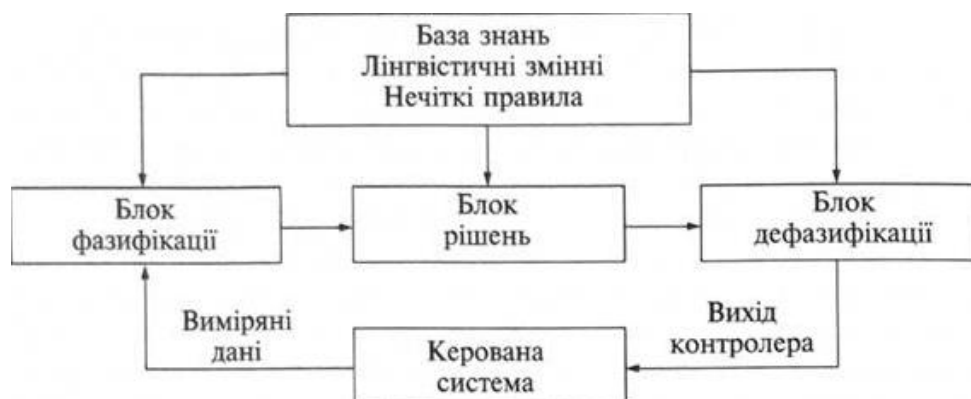 База знань
Лінгвістичні змінні
Нечіткі правила
Блок
фазифікації
Блок
рішень
Блок
дефазифікації
Виміряні
дані
Керована
система
Вихід
контролера